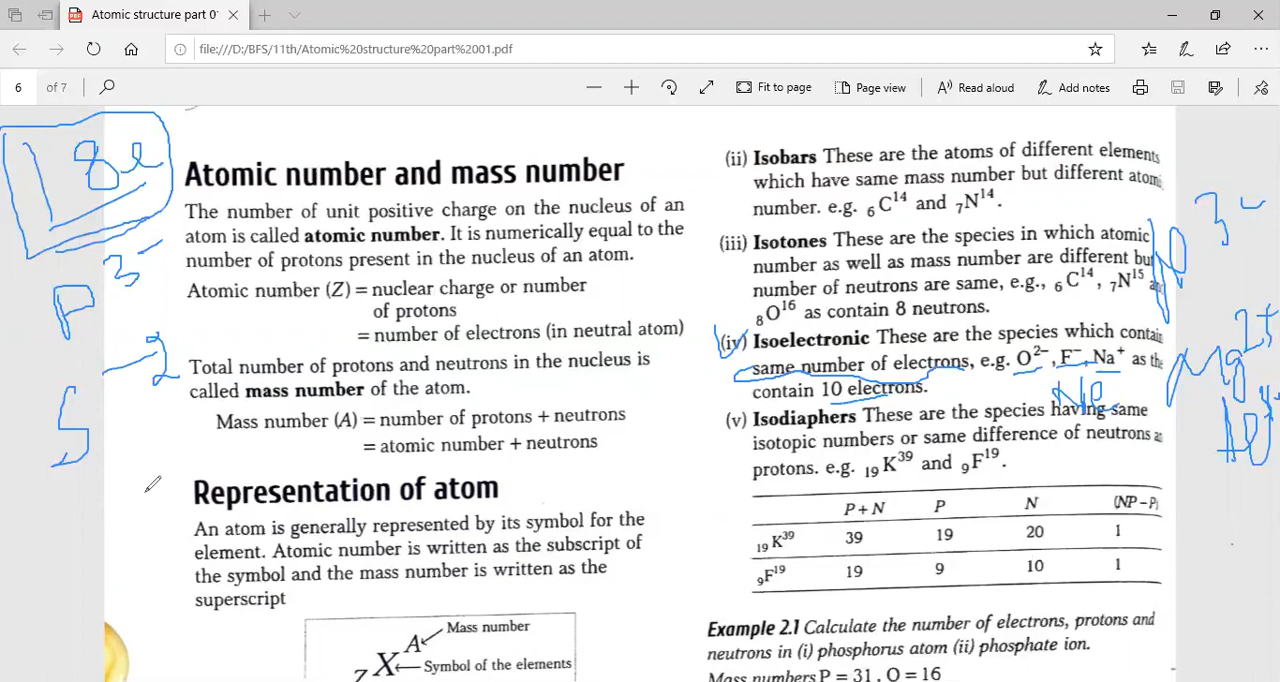 Atomic structure part 0
file:///D:/BFS/11th/Atomic%20structure%20part%2001.pdf
6 of 7
Fit to page
Page view
Read aloud
Add notes
18e
P 3-
S -2
Atomic number and mass number
The number of unit positive charge on the nucleus of an
atom is called atomic number. It is numerically equal to the
number of protons present in the nucleus of an atom.
Atomic number (Z) = nuclear charge or number
of protons
= number of electrons (in neutral atom)
Total number of protons and neutrons in the nucleus is
called mass number of the atom.
Mass number (A) = number of protons + neutrons
= atomic number + neutrons
Representation of atom
An atom is generally represented by its symbol for the
element. Atomic number is written as the subscript of
the symbol and the mass number is written as the
superscript
A Mass number
Z X Symbol of the elements
(ii) Isobars These are the atoms of different elements
which have same mass number but different atomi
number. e.g. ₆C¹⁴ and ₇N¹⁴.
(iii) Isotones These are the species in which atomic
number as well as mass number are different but
number of neutrons are same, e.g., ₆C¹⁴, ₇N¹⁵
₈O¹⁶ as contain 8 neutrons.
(iv) Isoelectronic These are the species which contain
same number of electrons, e.g. O²⁻, F⁻, Na⁺ as the
contain 10 electrons.
Ne
(v) Isodiaphers These are the species having same
isotopic numbers or same difference of neutrons a
protons. e.g. ₁₉K³⁹ and ₉F¹⁹.
P + N P N (NP – P)
₁₉K³⁹ 39 19 20 1
₉F¹⁹ 19 9 10 1
Example 2.1 Calculate the number of electrons, protons and
neutrons in (i) phosphorus atom (ii) phosphate ion.
Mass numbers P = 31, O = 16
3-
Mg2+